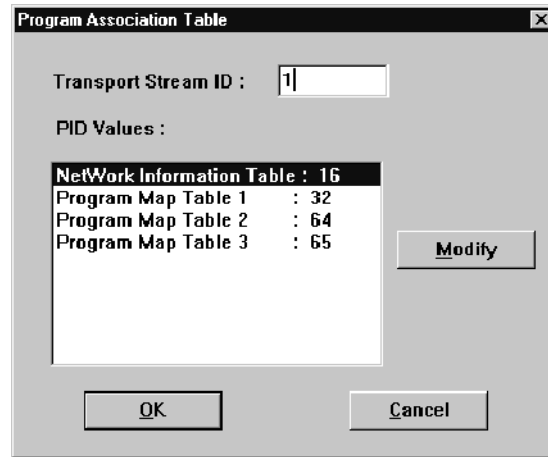 Program Association Table
Transport Stream ID : 1
PID Values :
NetWork Information Table : 16
Program Map Table 1 : 32
Program Map Table 2 : 64
Program Map Table 3 : 65
Modify
OK
Cancel